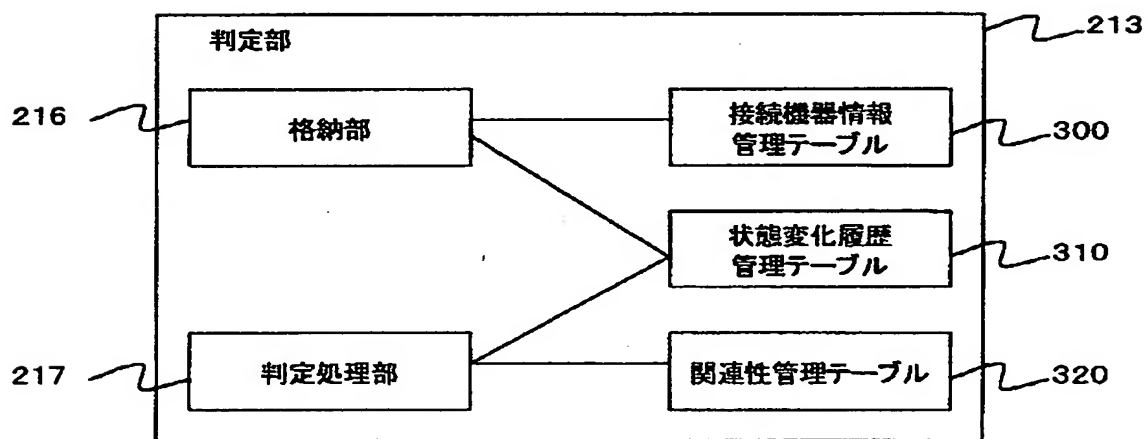 判定部
213
216
格納部
接続機器情報
管理テーブル
300
状態変化履歴
管理テーブル
310
217
判定処理部
関連性管理テーブル
320